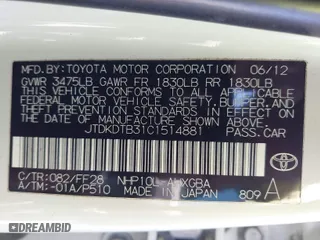 MFD.BY:TOYOTA MOTOR CORPORATION 06/12
GVWR 3475LB GAWR FR 1830LB RR 1830LB
THIS VEHICLE CONFORMS TO ALL APPLICABLE
FEDERAL MOTOR VEHICLE SAFETY, BUMPER, AND
THEFT PREVENTION STANDARDS IN EFFECT ON
THE DATE OF MANUFACTURE SHOWN ABOVE.
JTDKDTB31C1514881
PASS.CAR
C/TR:082/FF28 NHP10L-AHXGBA
A/TM:-01A/P510 MADE IN JAPAN 809 A
TOYOTA